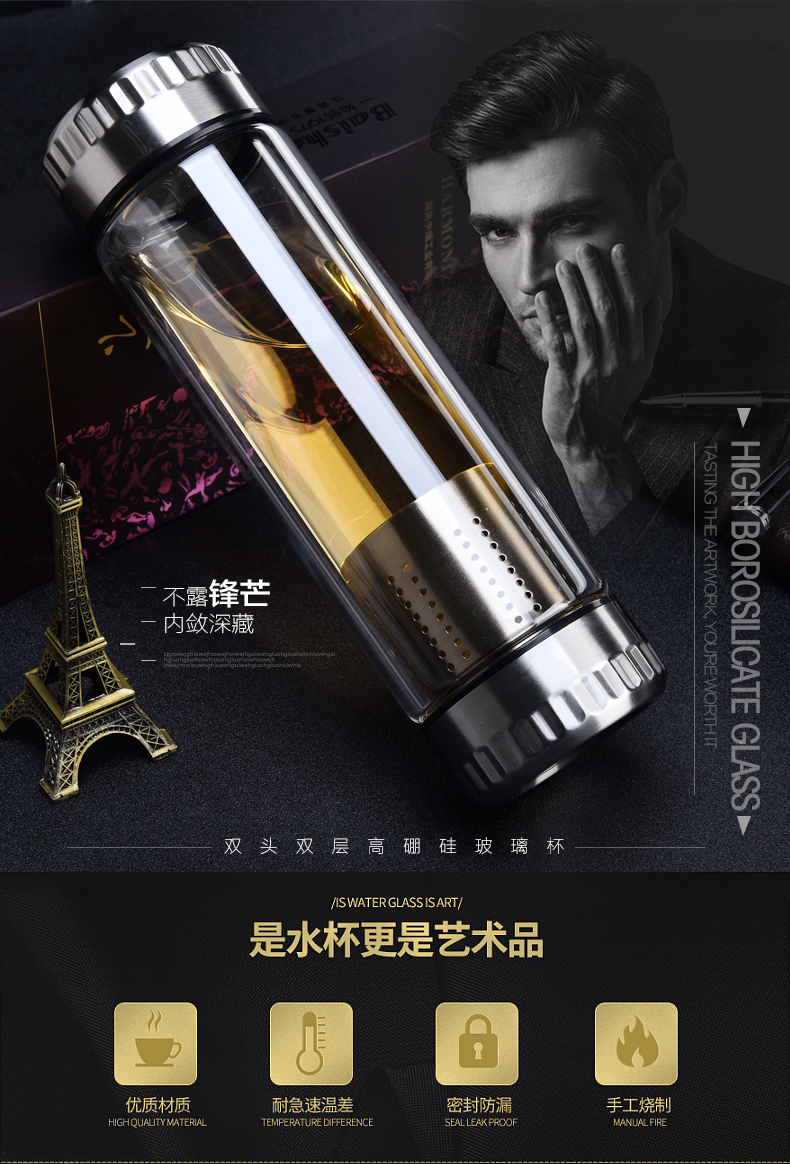 HARMONY
不露锋芒
内敛深藏
HIGH BOROSILICATE GLASS
TASTING THE ARTWORK, YOU'RE WORTH IT
双头双层高硼硅玻璃杯
/IS WATER GLASS IS ART/
是水杯更是艺术品
优质材质
HIGH QUALITY MATERIAL
耐急速温差
TEMPERATURE DIFFERENCE
密封防漏
SEAL LEAK PROOF
手工烧制
MANUAL FIRE